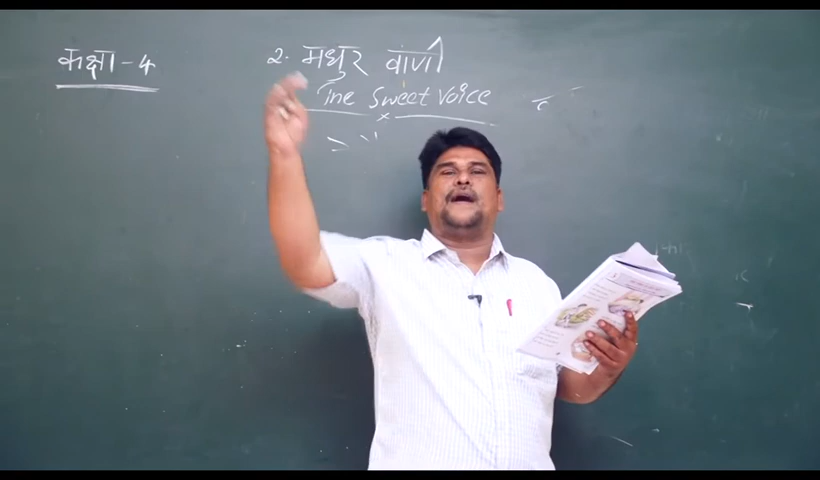 कक्षा - 4
2. मधुर वाणी
The Sweet Voice